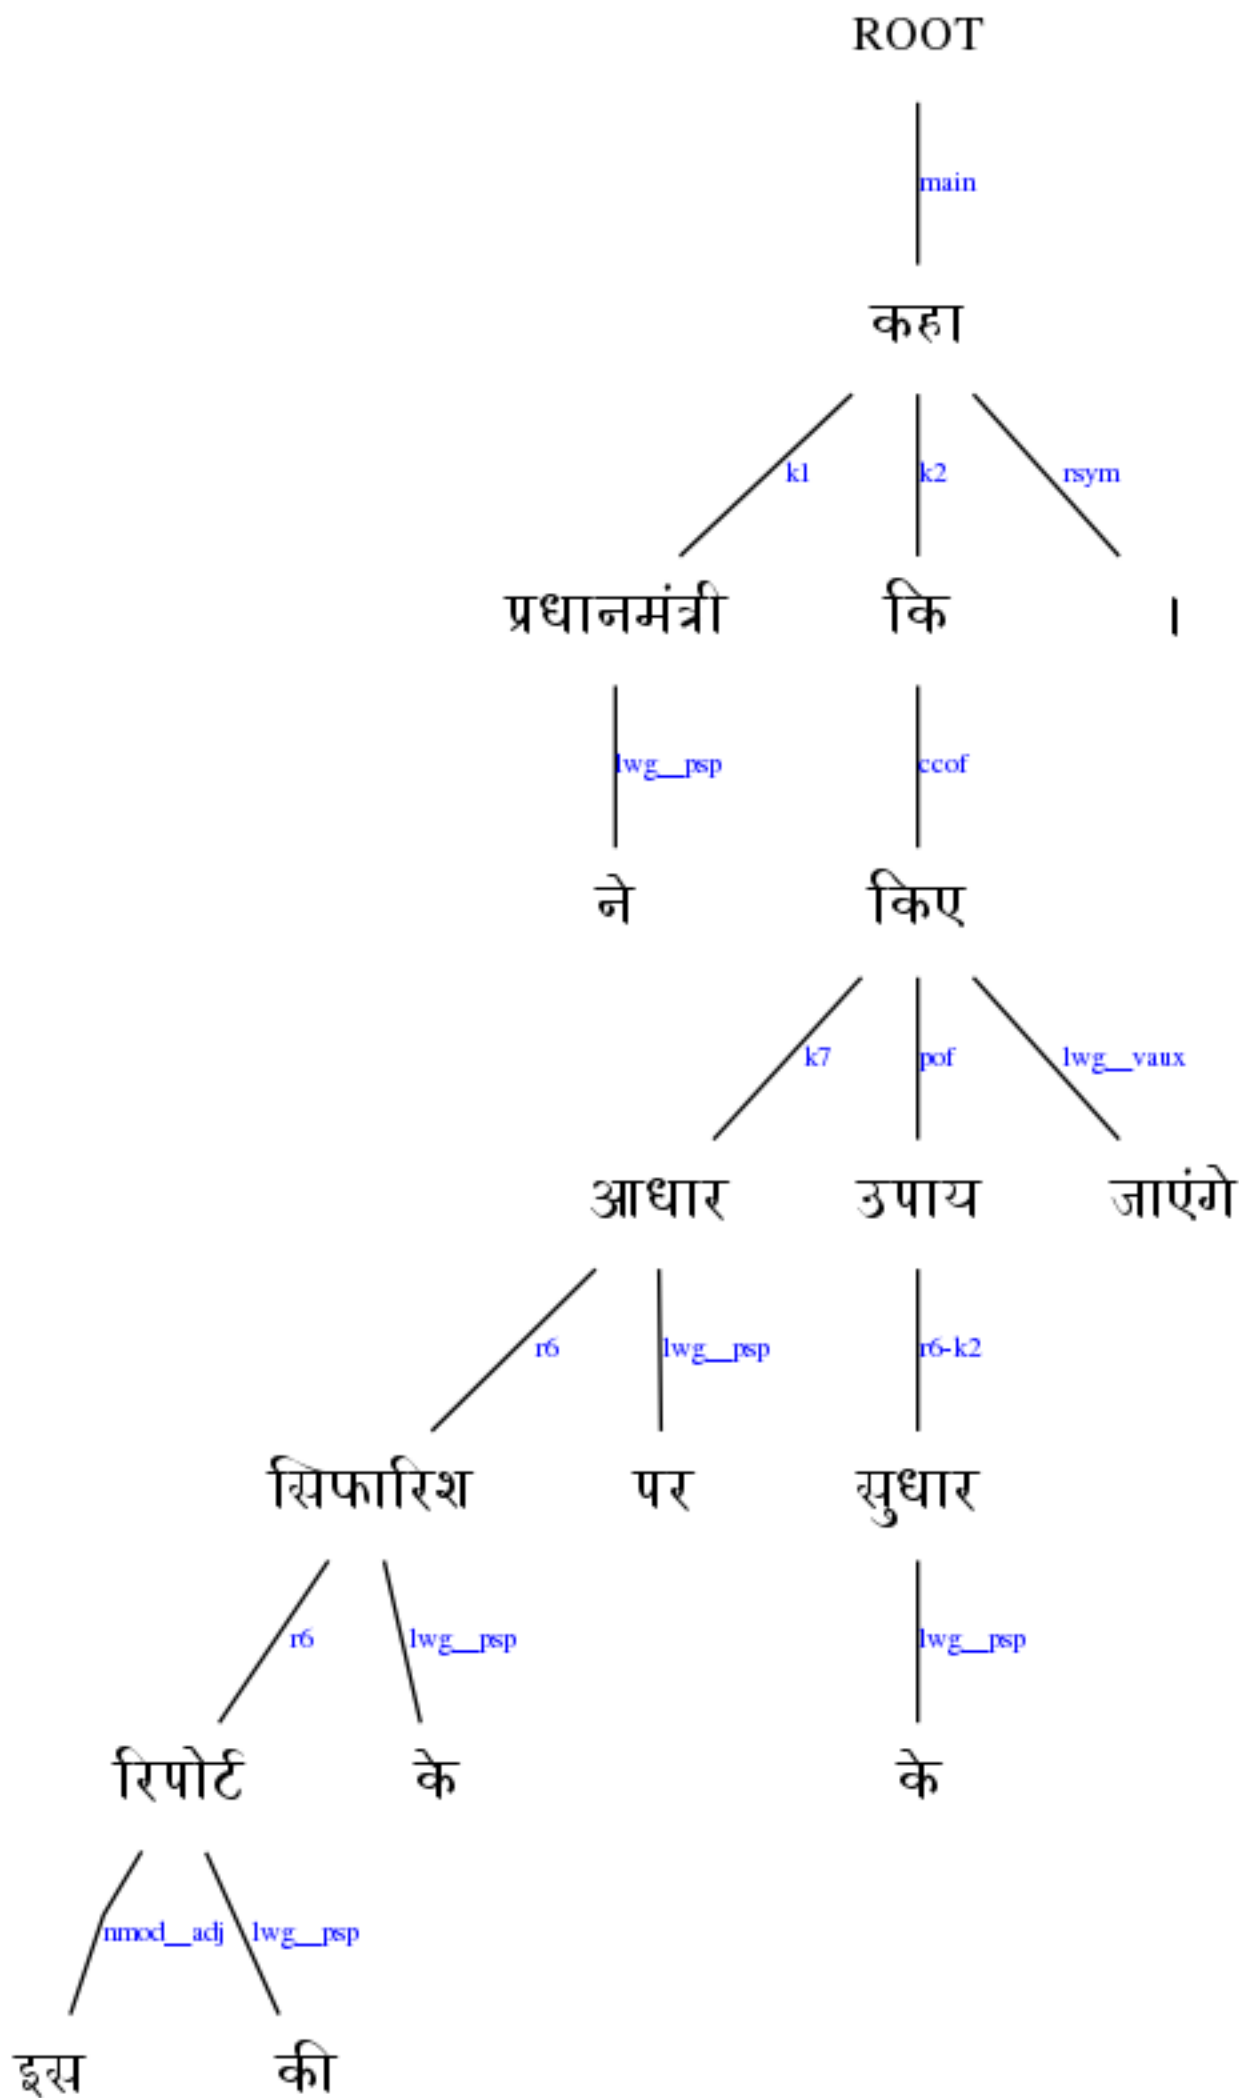 ROOT
main
कहा
k1 k2 rsym
प्रधानमंत्री कि ।
lwg__psp ccof
ने किए
k7 pof lwg__vaux
आधार उपाय जाएंगे
r6 lwg__psp r6-k2
सिफारिश पर सुधार
r6 lwg__psp lwg__psp
रिपोर्ट के के
nmod__adj lwg__psp
इस की